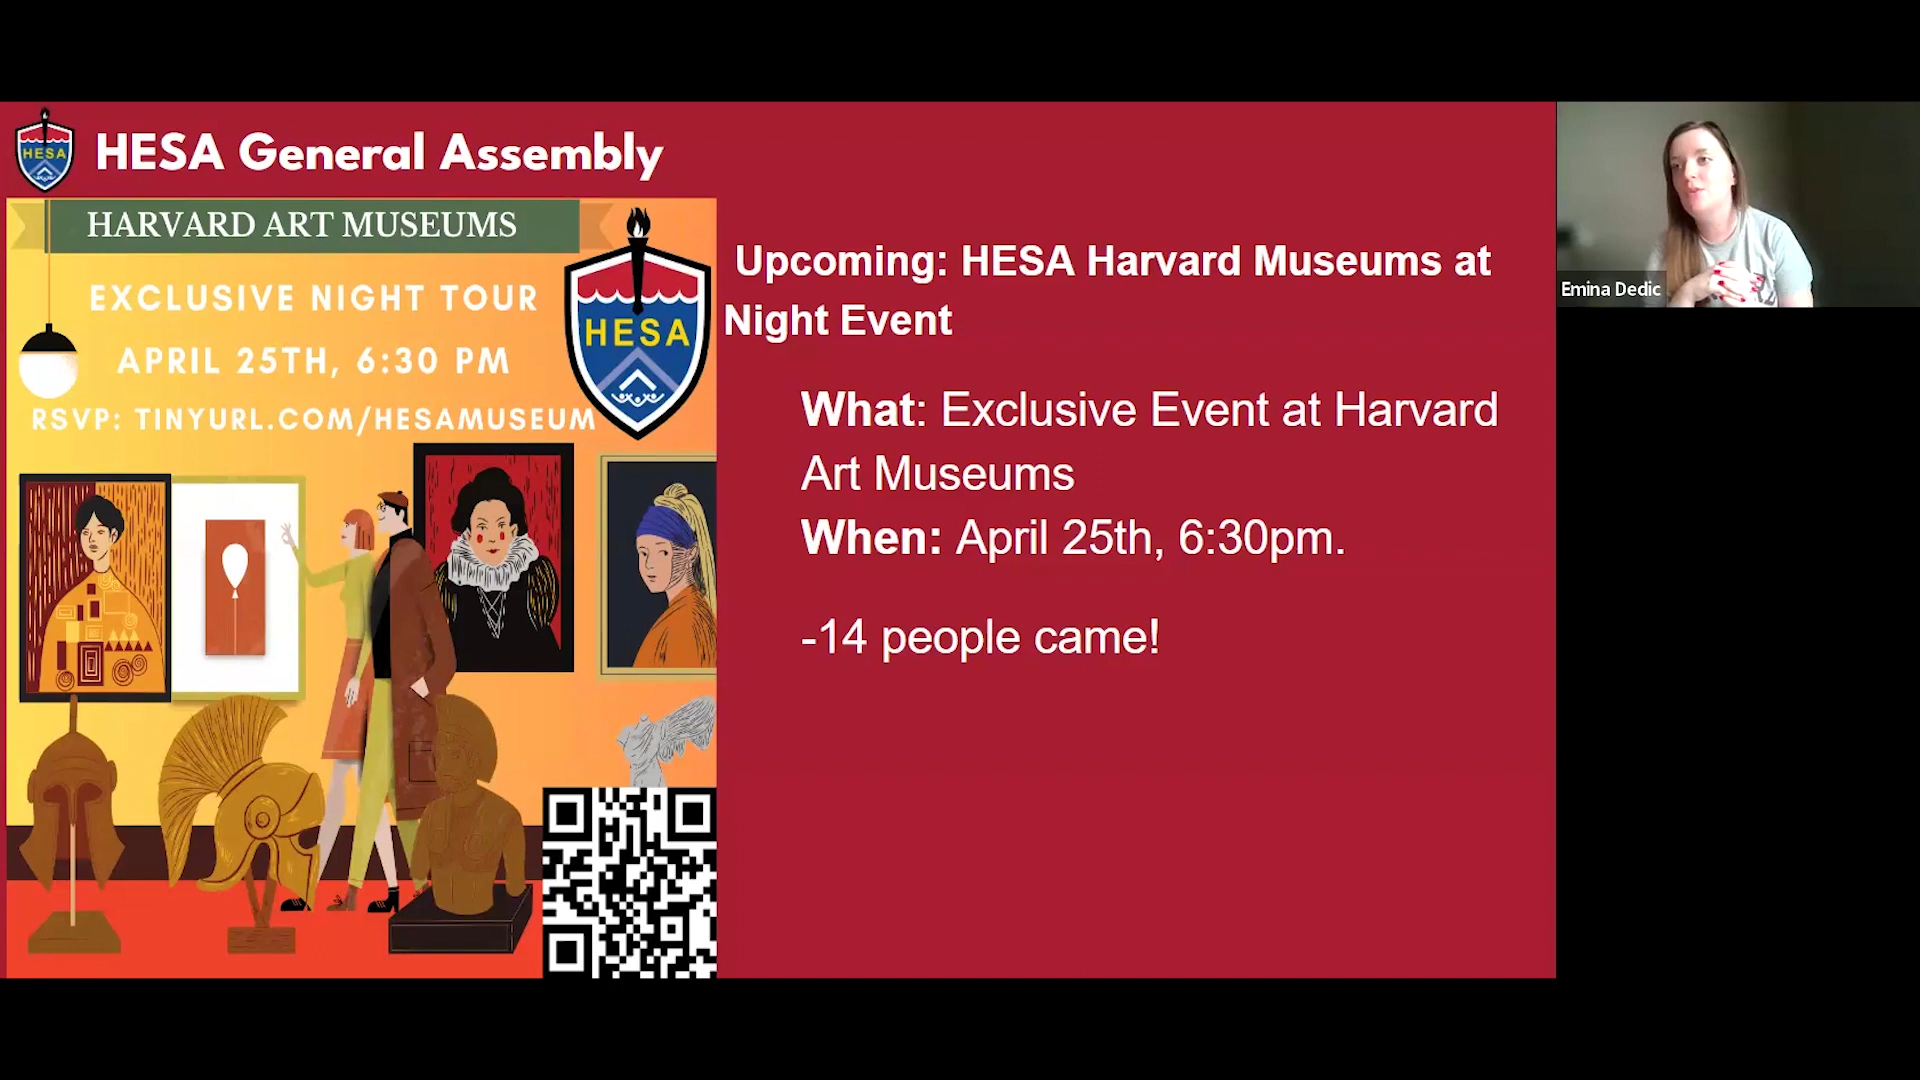 HESA
HESA General Assembly
HARVARD ART MUSEUMS
EXCLUSIVE NIGHT TOUR
APRIL 25TH, 6:30 PM
RSVP: TINYURL.COM/HESAMUSEUM
HESA
Upcoming: HESA Harvard Museums at
Night Event
What: Exclusive Event at Harvard
Art Museums
When: April 25th, 6:30pm.
-14 people came!
Emina Dedic